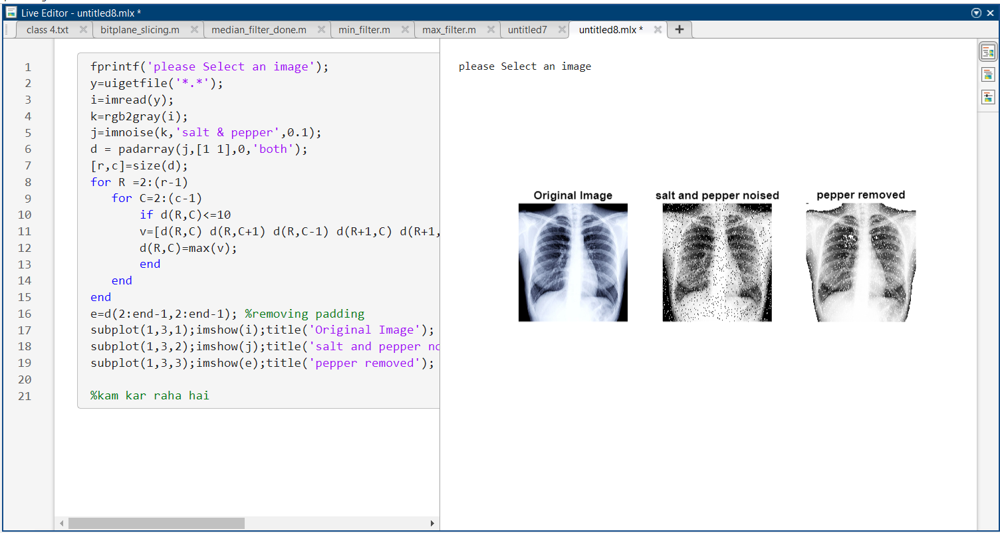 Live Editor - untitled8.mlx *
class 4.txt bitplane_slicing.m median_filter_done.m min_filter.m max_filter.m untitled7 untitled8.mlx *
1 fprintf('please Select an image');
2 y=uigetfile('*.*');
3 i=imread(y);
4 k=rgb2gray(i);
5 j=imnoise(k,'salt & pepper',0.1);
6 d = padarray(j,[1 1],0,'both');
7 [r,c]=size(d);
8 for R =2:(r-1)
9 for C=2:(c-1)
10 if d(R,C)<=10
11 v=[d(R,C) d(R,C+1) d(R,C-1) d(R+1,C) d(R+1,
12 d(R,C)=max(v);
13 end
14 end
15 end
16 e=d(2:end-1,2:end-1); %removing padding
17 subplot(1,3,1);imshow(i);title('Original Image');
18 subplot(1,3,2);imshow(j);title('salt and pepper no
19 subplot(1,3,3);imshow(e);title('pepper removed');
20
21 %kam kar raha hai
please Select an image
Original Image salt and pepper noised pepper removed